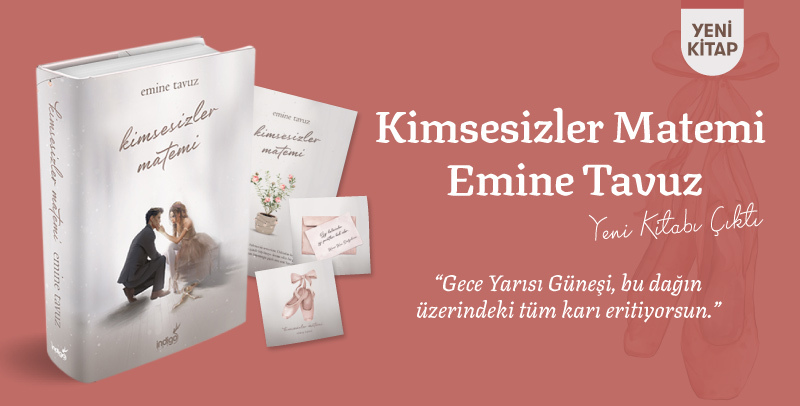 YENİ
KİTAP
Kimsesizler Matemi
Emine Tavuz
Yeni Kitabı Çıktı
“Gece Yarısı Güneşi, bu dağın
üzerindeki tüm karı eritiyorsun.”
kimsesizler matemi emine tavuz
indigo
emine tavuz
kimsesizler
matemi
indigo
emine tavuz
kimsesizler
matemi